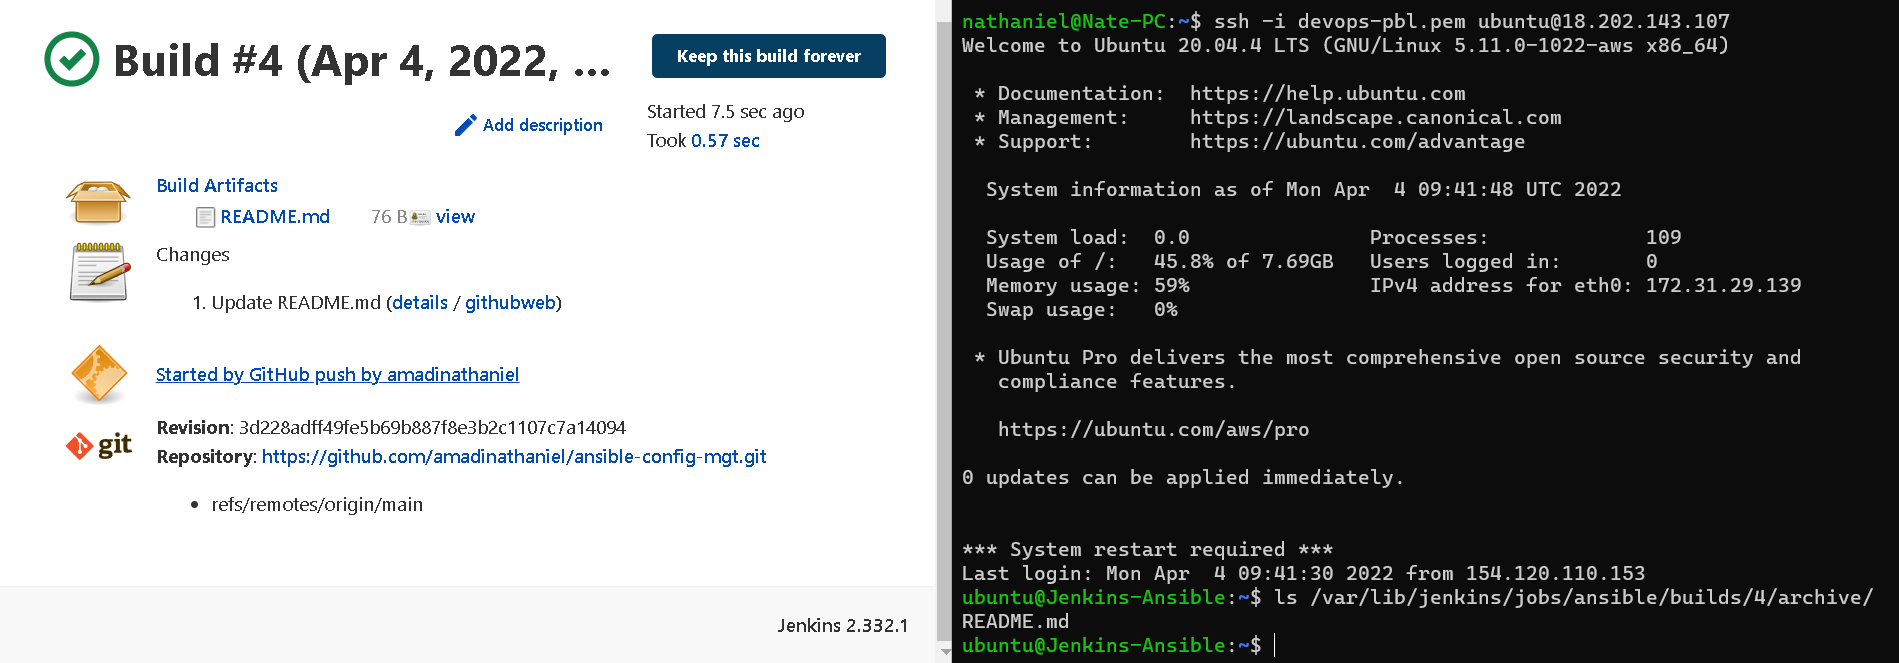 Build #4 (Apr 4, 2022, ...
Keep this build forever
Started 7.5 sec ago
Add description
Took 0.57 sec
Build Artifacts
README.md 76 B view
Changes
1. Update README.md (details / githubweb)
Started by GitHub push by amadinathaniel
git
Revision: 3d228adff49fe5b69b887f8e3b2c1107c7a14094
Repository: https://github.com/amadinathaniel/ansible-config-mgt.git
• refs/remotes/origin/main
Jenkins 2.332.1
nathaniel@Nate-PC:~$ ssh -i devops-pbl.pem ubuntu@18.202.143.107
Welcome to Ubuntu 20.04.4 LTS (GNU/Linux 5.11.0-1022-aws x86_64)
* Documentation: https://help.ubuntu.com
* Management: https://landscape.canonical.com
* Support: https://ubuntu.com/advantage
System information as of Mon Apr 4 09:41:48 UTC 2022
System load: 0.0 Processes: 109
Usage of /: 45.8% of 7.69GB Users logged in: 0
Memory usage: 59% IPv4 address for eth0: 172.31.29.139
Swap usage: 0%
* Ubuntu Pro delivers the most comprehensive open source security and
compliance features.
https://ubuntu.com/aws/pro
0 updates can be applied immediately.
*** System restart required ***
Last login: Mon Apr 4 09:41:30 2022 from 154.120.110.153
ubuntu@Jenkins-Ansible:~$ ls /var/lib/jenkins/jobs/ansible/builds/4/archive/
README.md
ubuntu@Jenkins-Ansible:~$